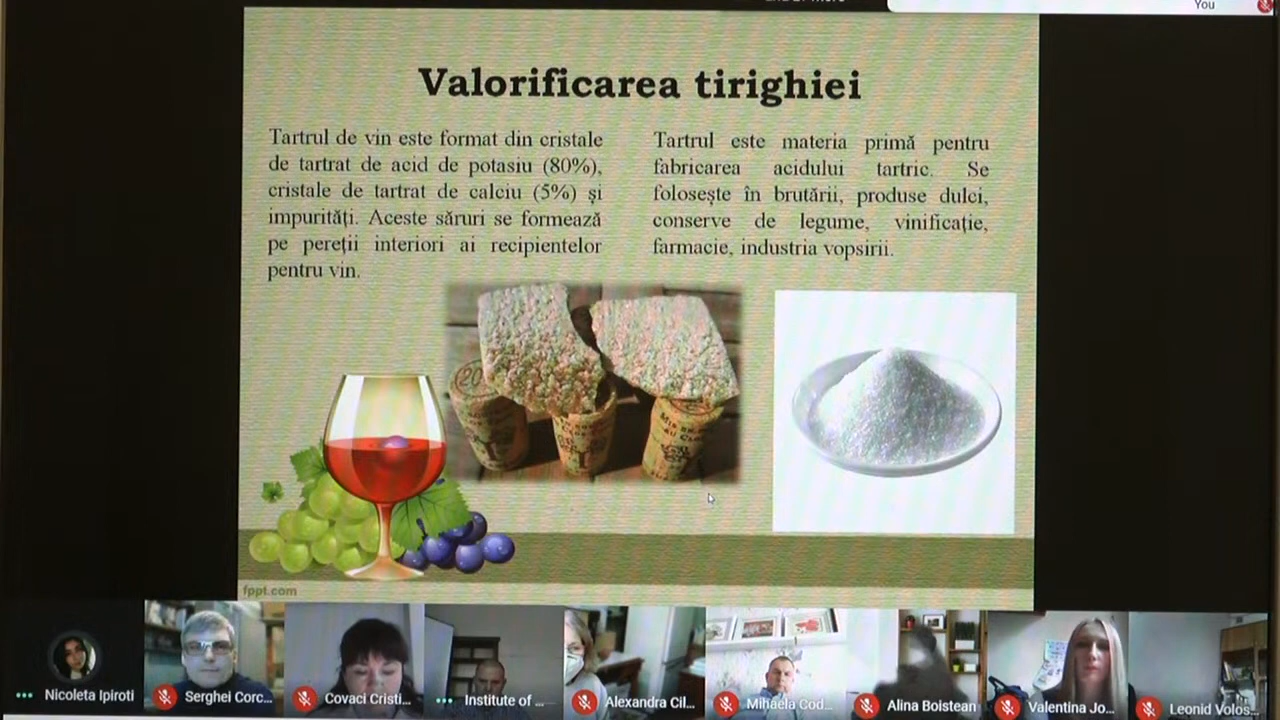 You
Valorificarea tirighiei
Tartrul de vin este format din cristale
de tartrat de acid de potasiu (80%),
cristale de tartrat de calciu (5%) și
impurități. Aceste săruri se formează
pe pereții interiori ai recipientelor
pentru vin.
Tartrul este materia primă pentru
fabricarea acidului tartric. Se
folosește în brutării, produse dulci,
conserve de legume, vinificație,
farmacie, industria vopsirii.
20
fppt.com
Nicoleta Ipiroti
Serghei Corc...
Covaci Cristi...
Institute of ...
Alexandra Cil...
Mihaela Cod...
Alina Boistean
Valentina Jo...
Leonid Volos...